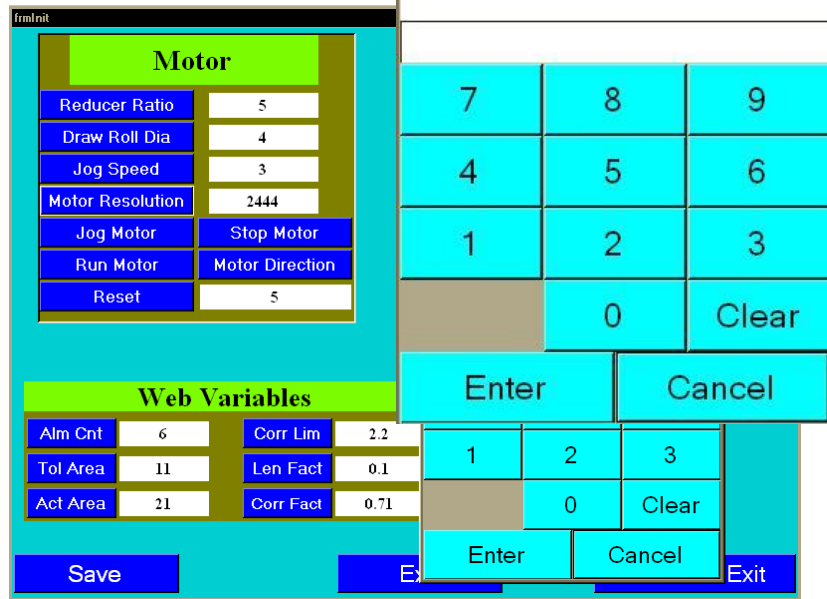 frmInit
Motor
Reducer Ratio 5
Draw Roll Dia 4
Jog Speed 3
Motor Resolution 2444
Jog Motor Stop Motor
Run Motor Motor Direction
Reset 5
7 8 9
4 5 6
1 2 3
0 Clear
Enter Cancel
Web Variables
Alm Cnt 6 Corr Lim 2.2
Tol Area 11 Len Fact 0.1
Act Area 21 Corr Fact 0.71
1 2 3
0 Clear
Enter Cancel
Save Exit